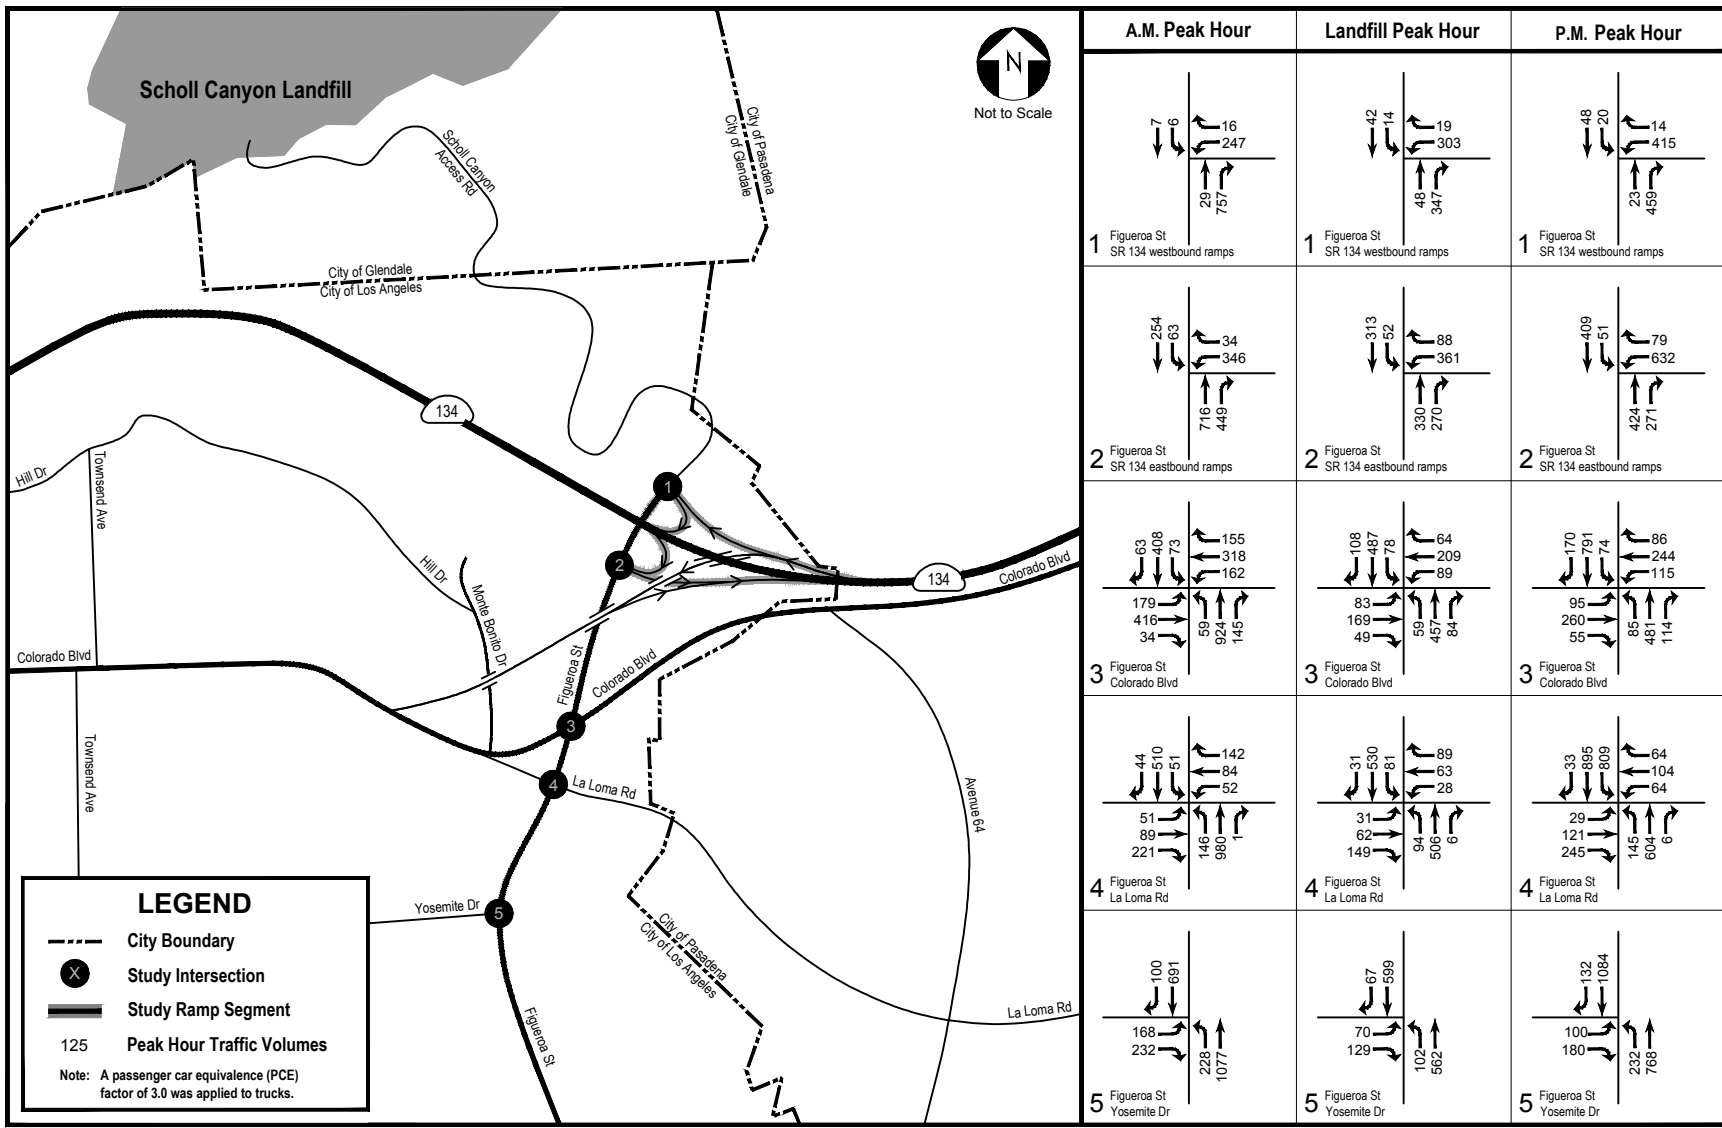 Scholl Canyon Landfill
N
Not to Scale
City of Pasadena
City of Glendale
Scholl Canyon
Access Rd
City of Glendale
City of Los Angeles
134
Hill Dr
Townsend Ave
1
2
Hill Dr
Monte Bonito Dr
134
Colorado Blvd
Colorado Blvd
Figueroa St
Colorado Blvd
3
Townsend Ave
4
La Loma Rd
Avenue 64
Yosemite Dr
5
City of Pasadena
City of Los Angeles
La Loma Rd
Figueroa St
LEGEND
City Boundary
X
Study Intersection
Study Ramp Segment
125
Peak Hour Traffic Volumes
Note: A passenger car equivalence (PCE)
factor of 3.0 was applied to trucks.
A.M. Peak Hour
Landfill Peak Hour
P.M. Peak Hour
7
6
16
247
29
757
1
Figueroa St
SR 134 westbound ramps
42
14
19
303
48
347
1
Figueroa St
SR 134 westbound ramps
48
20
14
415
23
459
1
Figueroa St
SR 134 westbound ramps
254
63
34
346
716
449
2
Figueroa St
SR 134 eastbound ramps
313
52
88
361
330
270
2
Figueroa St
SR 134 eastbound ramps
409
51
79
632
424
271
2
Figueroa St
SR 134 eastbound ramps
63
408
73
155
318
162
179
416
34
59
924
145
3
Figueroa St
Colorado Blvd
108
487
78
64
209
89
83
169
49
59
457
84
3
Figueroa St
Colorado Blvd
170
791
74
86
244
115
95
260
55
85
481
114
3
Figueroa St
Colorado Blvd
44
510
51
142
84
52
51
89
221
146
980
1
4
Figueroa St
La Loma Rd
31
530
81
89
63
28
31
62
149
94
506
6
4
Figueroa St
La Loma Rd
33
895
809
64
104
64
29
121
245
145
604
6
4
Figueroa St
La Loma Rd
100
691
168
232
228
1077
5
Figueroa St
Yosemite Dr
67
599
70
129
102
562
5
Figueroa St
Yosemite Dr
132
1084
100
180
232
768
5
Figueroa St
Yosemite Dr